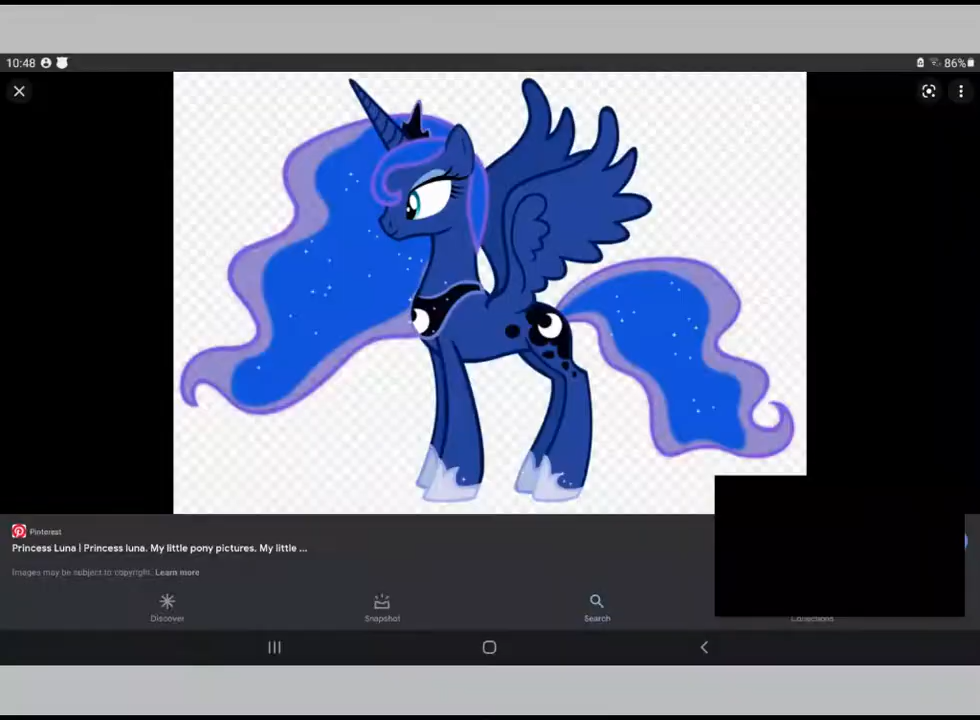 10:48
86%
Pinterest
Princess Luna | Princess luna. My little pony pictures. My little ...
Images may be subject to copyright. Learn more
Discover
Snapshot
Search
Collections